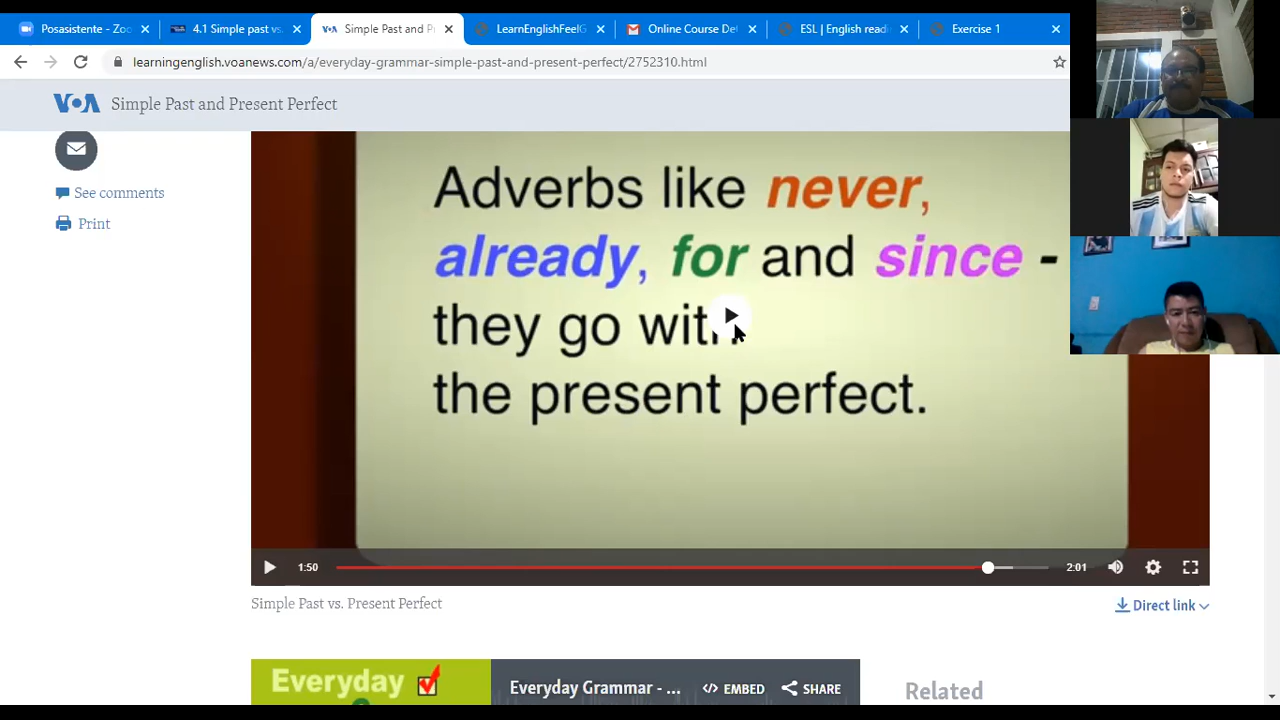 Posasistente - Zoo
4.1 Simple past vs.
Simple Past and P
LearnEnglishFeelG
Online Course De
ESL | English readi
Exercise 1
learningenglish.voanews.com/a/everyday-grammar-simple-past-and-present-perfect/2752310.html
VOA Simple Past and Present Perfect
See comments
Print
Adverbs like never,
already, for and since -
they go with
the present perfect.
1:50
2:01
Simple Past vs. Present Perfect
Direct link
Everyday
Everyday Grammar - ...
EMBED
SHARE
Related